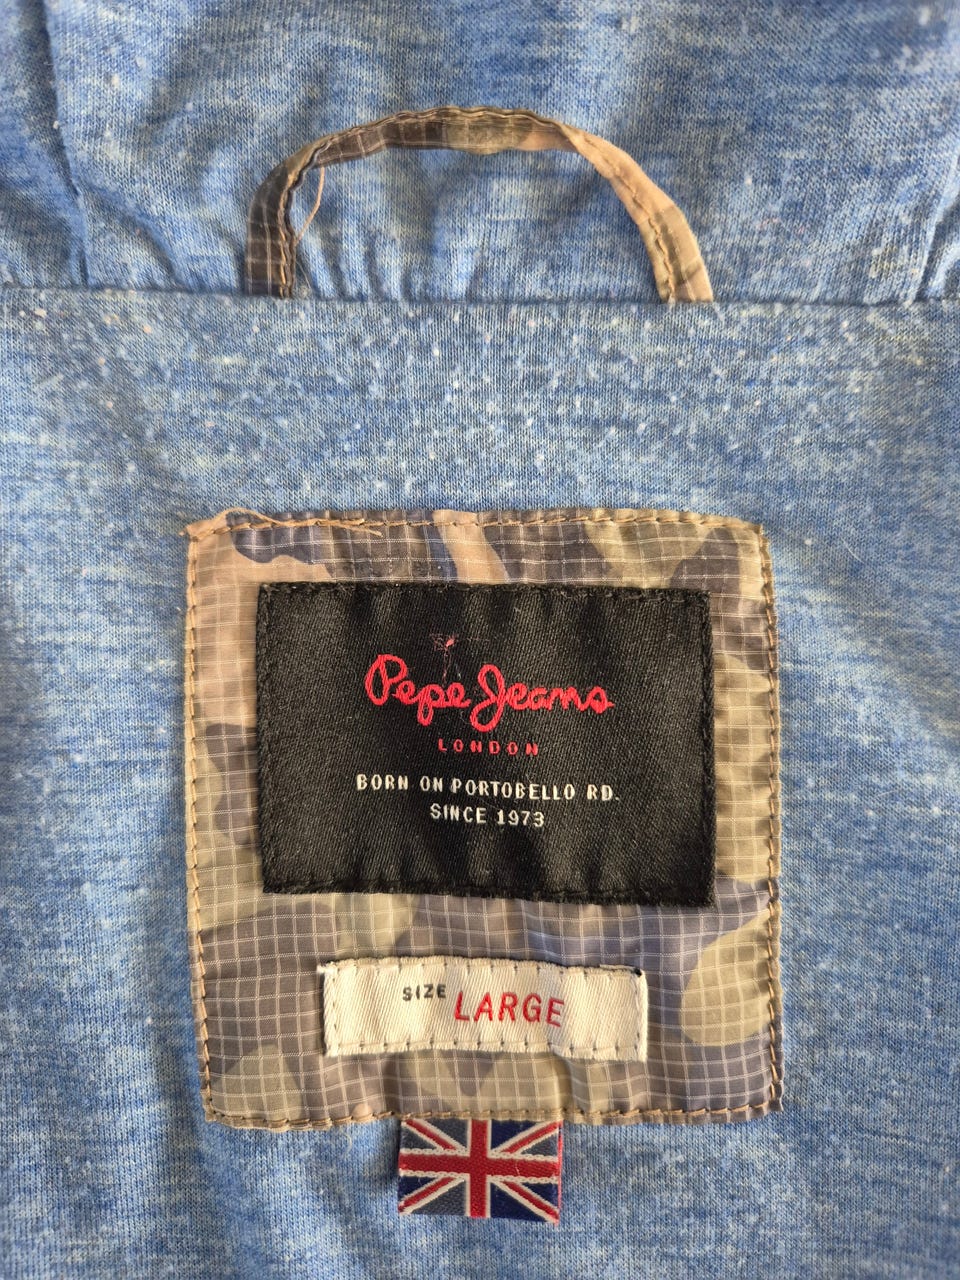 Pepe Jeans
LONDON
BORN ON PORTOBELLO RD.
SINCE 1973
SIZE LARGE